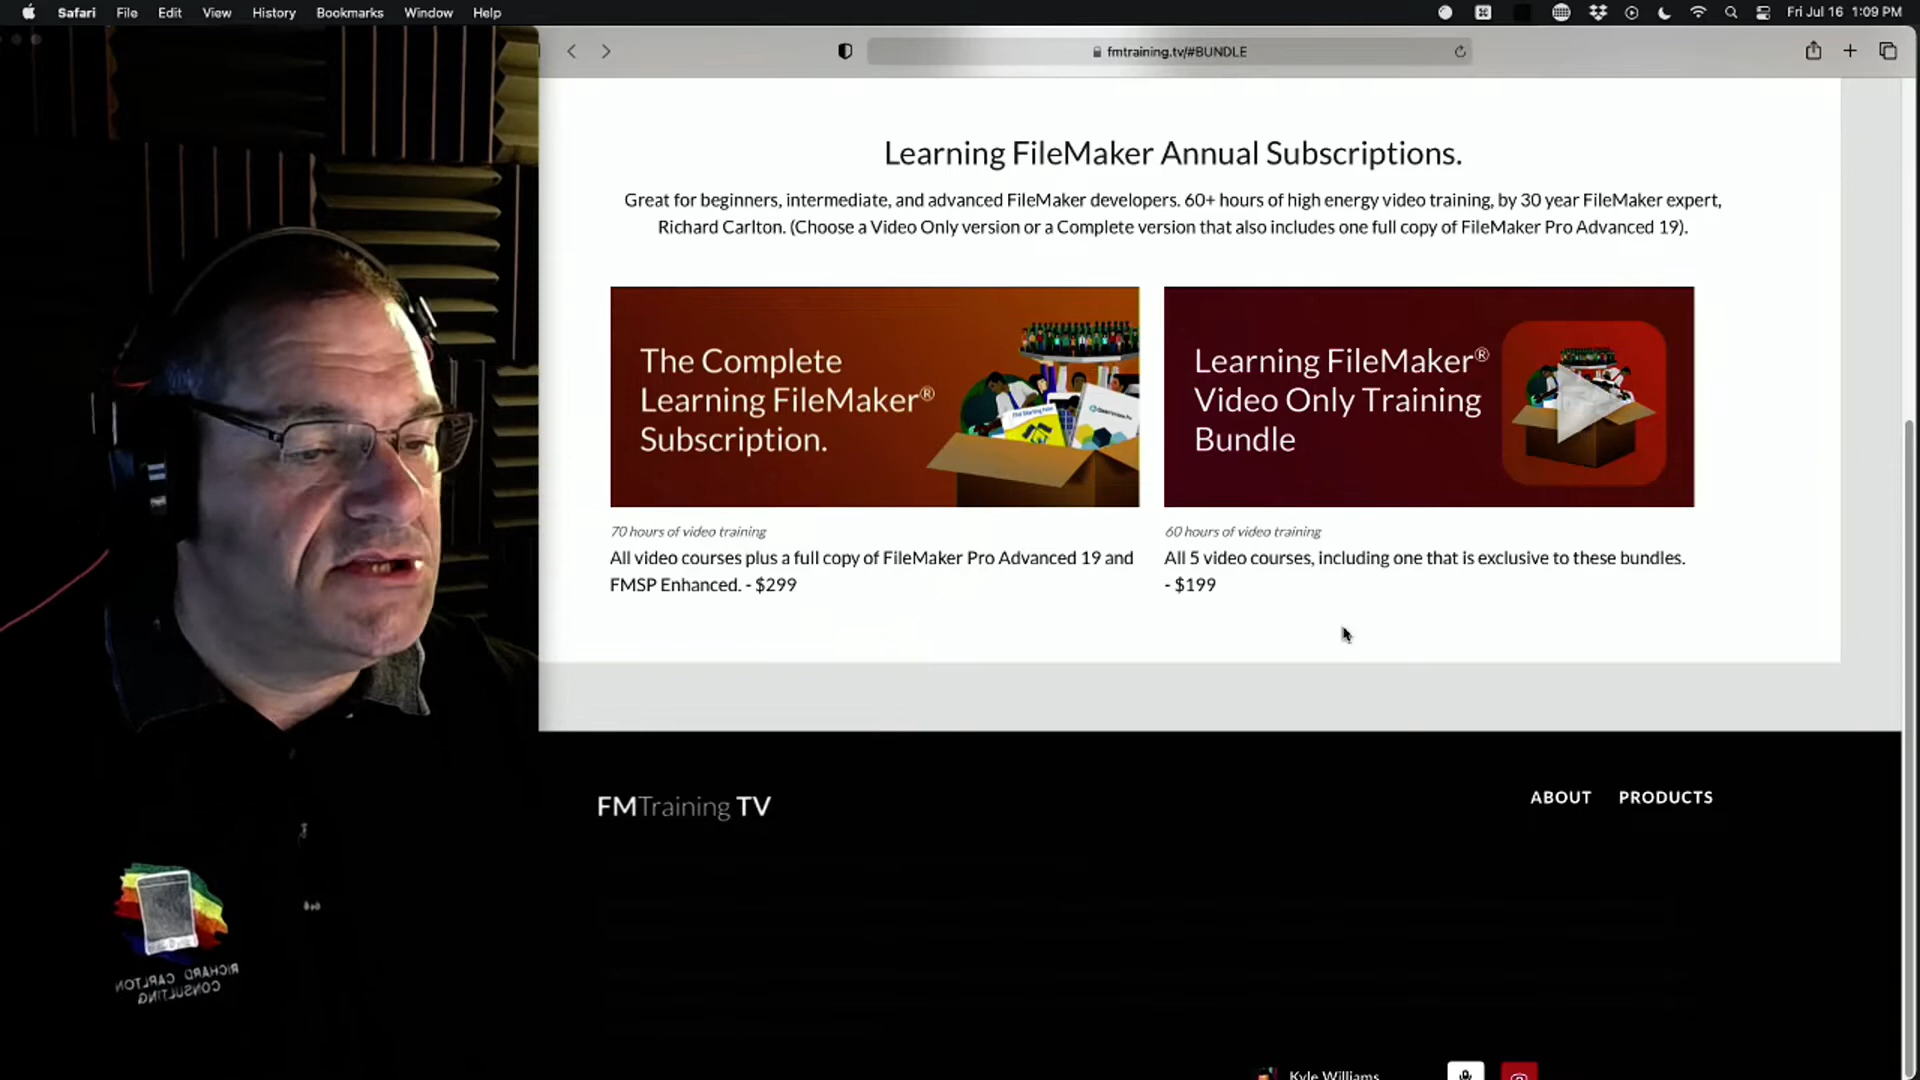 Safari File Edit View History Bookmarks Window Help
Fri Jul 16 1:09 PM
fmtraining.tv/#BUNDLE
Learning FileMaker Annual Subscriptions.
Great for beginners, intermediate, and advanced FileMaker developers. 60+ hours of high energy video training, by 30 year FileMaker expert,
Richard Carlton. (Choose a Video Only version or a Complete version that also includes one full copy of FileMaker Pro Advanced 19).
The Complete
Learning FileMaker®
Subscription.
Learning FileMaker®
Video Only Training
Bundle
70 hours of video training
All video courses plus a full copy of FileMaker Pro Advanced 19 and
FMSP Enhanced. - $299
60 hours of video training
All 5 video courses, including one that is exclusive to these bundles.
- $199
FMTraining TV
ABOUT PRODUCTS
RICHARD CARLTON
CONSULTING
Kyle Williams